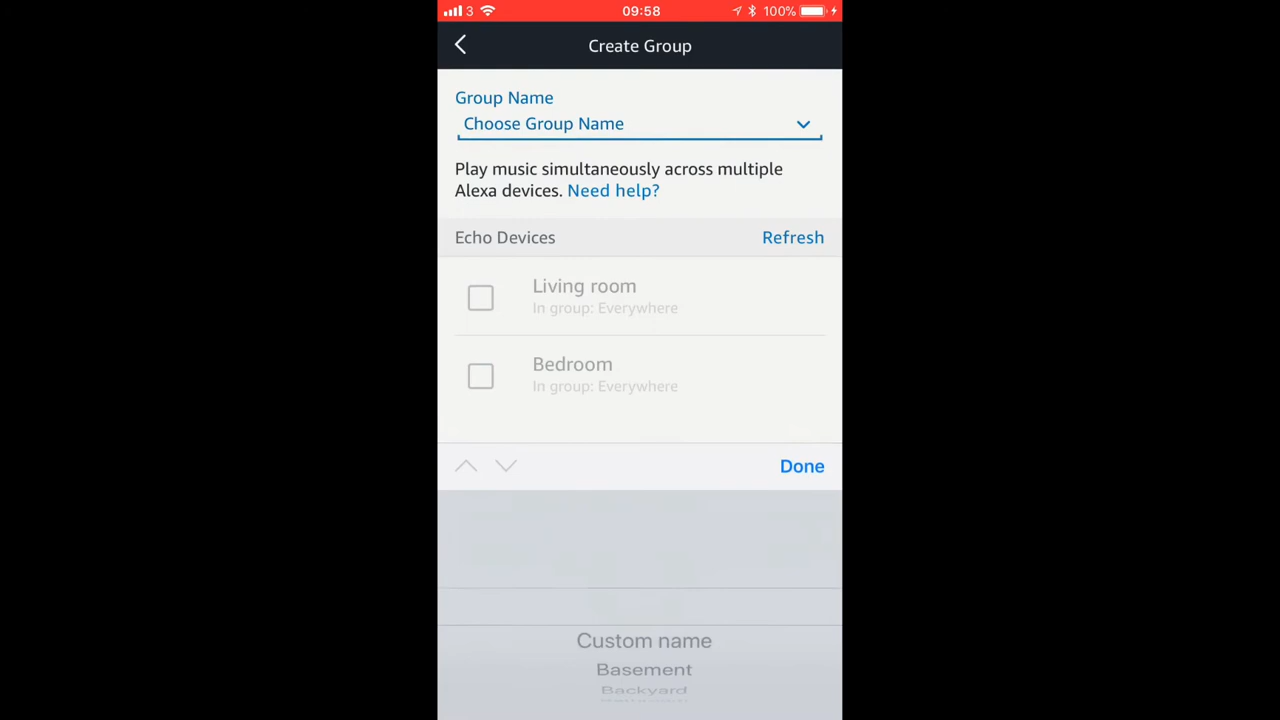 3 09:58 100%
Create Group
Group Name
Choose Group Name
Play music simultaneously across multiple
Alexa devices. Need help?
Echo Devices Refresh
Living room
In group: Everywhere
Bedroom
In group: Everywhere
Done
Custom name
Basement
Backyard